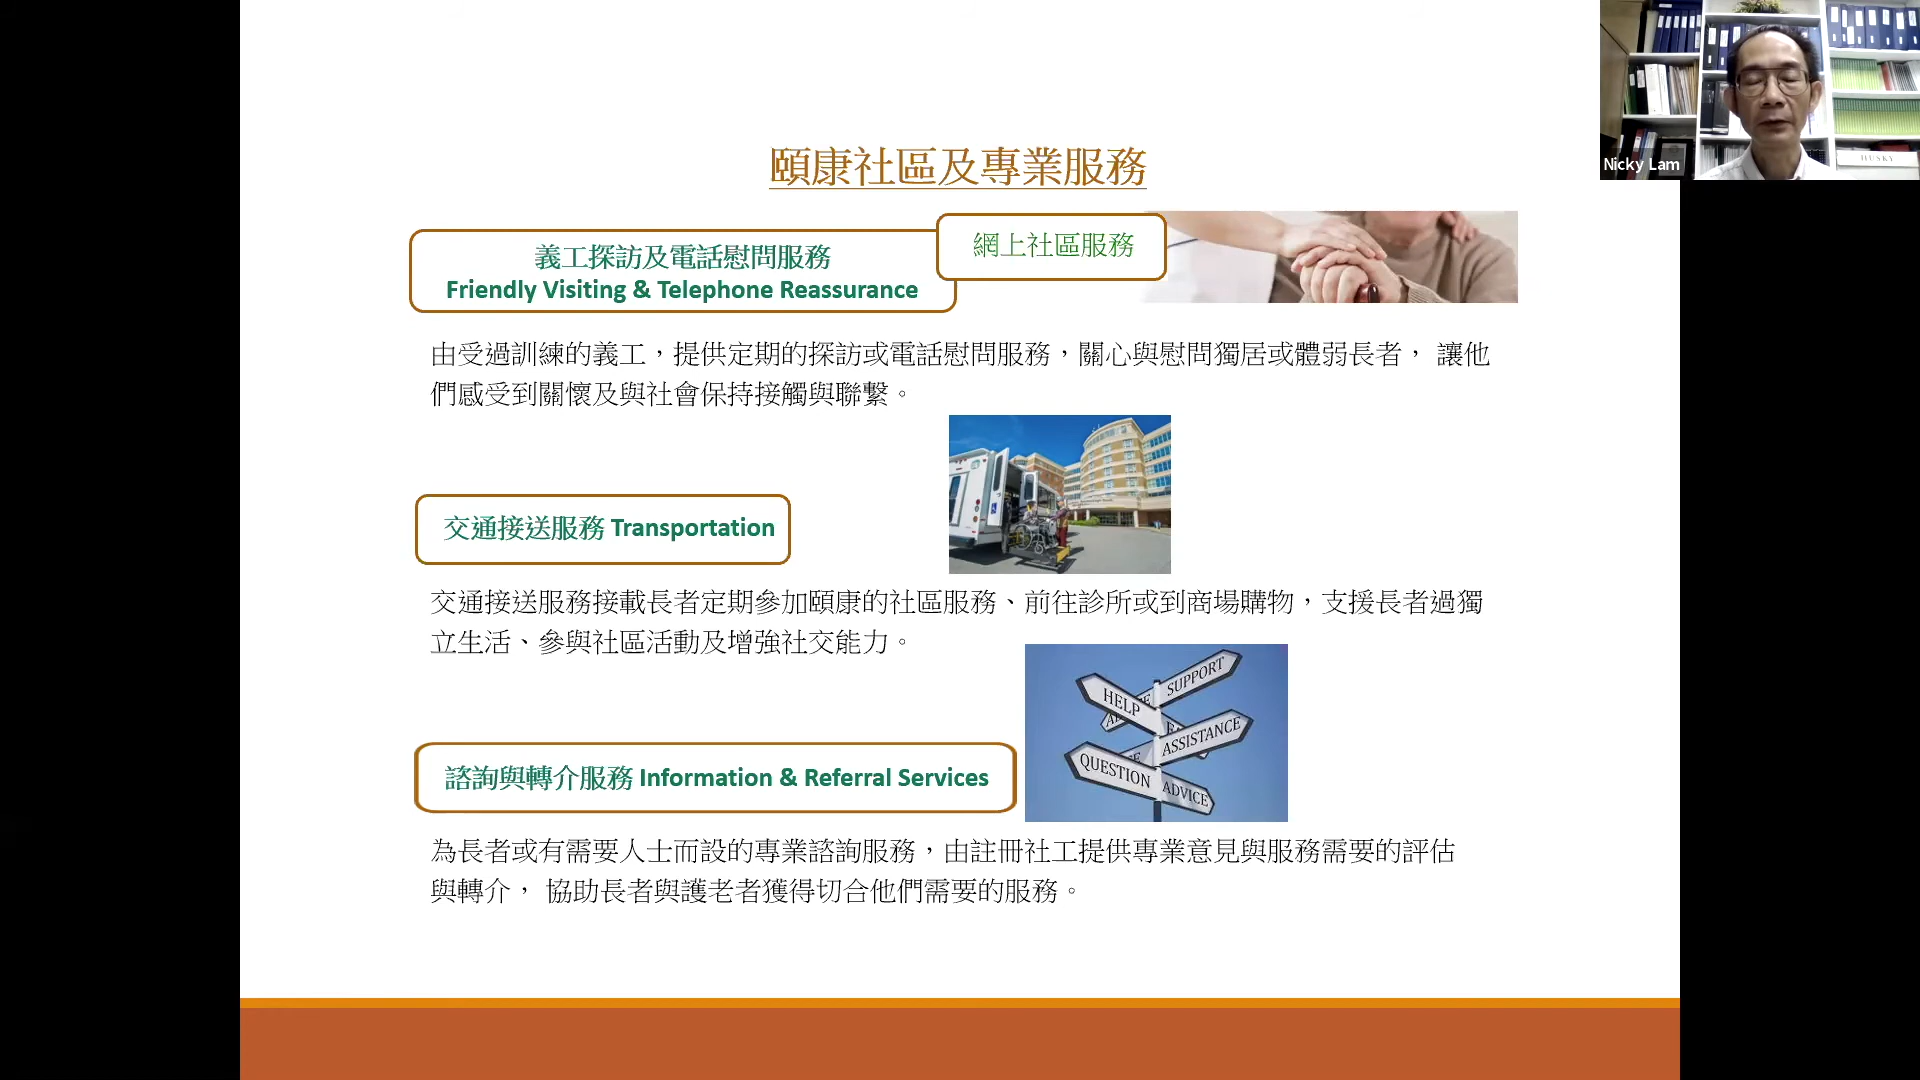 頤康社區及專業服務
義工探訪及電話慰問服務
Friendly Visiting & Telephone Reassurance
網上社區服務
由受過訓練的義工，提供定期的探訪或電話慰問服務，關心與慰問獨居或體弱長者， 讓他
們感受到關懷及與社會保持接觸與聯繫。
交通接送服務 Transportation
交通接送服務接載長者定期參加頤康的社區服務、前往診所或到商場購物，支援長者過獨
立生活、參與社區活動及增強社交能力。
HELP
SUPPORT
ASSISTANCE
QUESTION
ADVICE
諮詢與轉介服務 Information & Referral Services
為長者或有需要人士而設的專業諮詢服務，由註冊社工提供專業意見與服務需要的評估
與轉介， 協助長者與護老者獲得切合他們需要的服務。
Nicky Lam
HUSKY